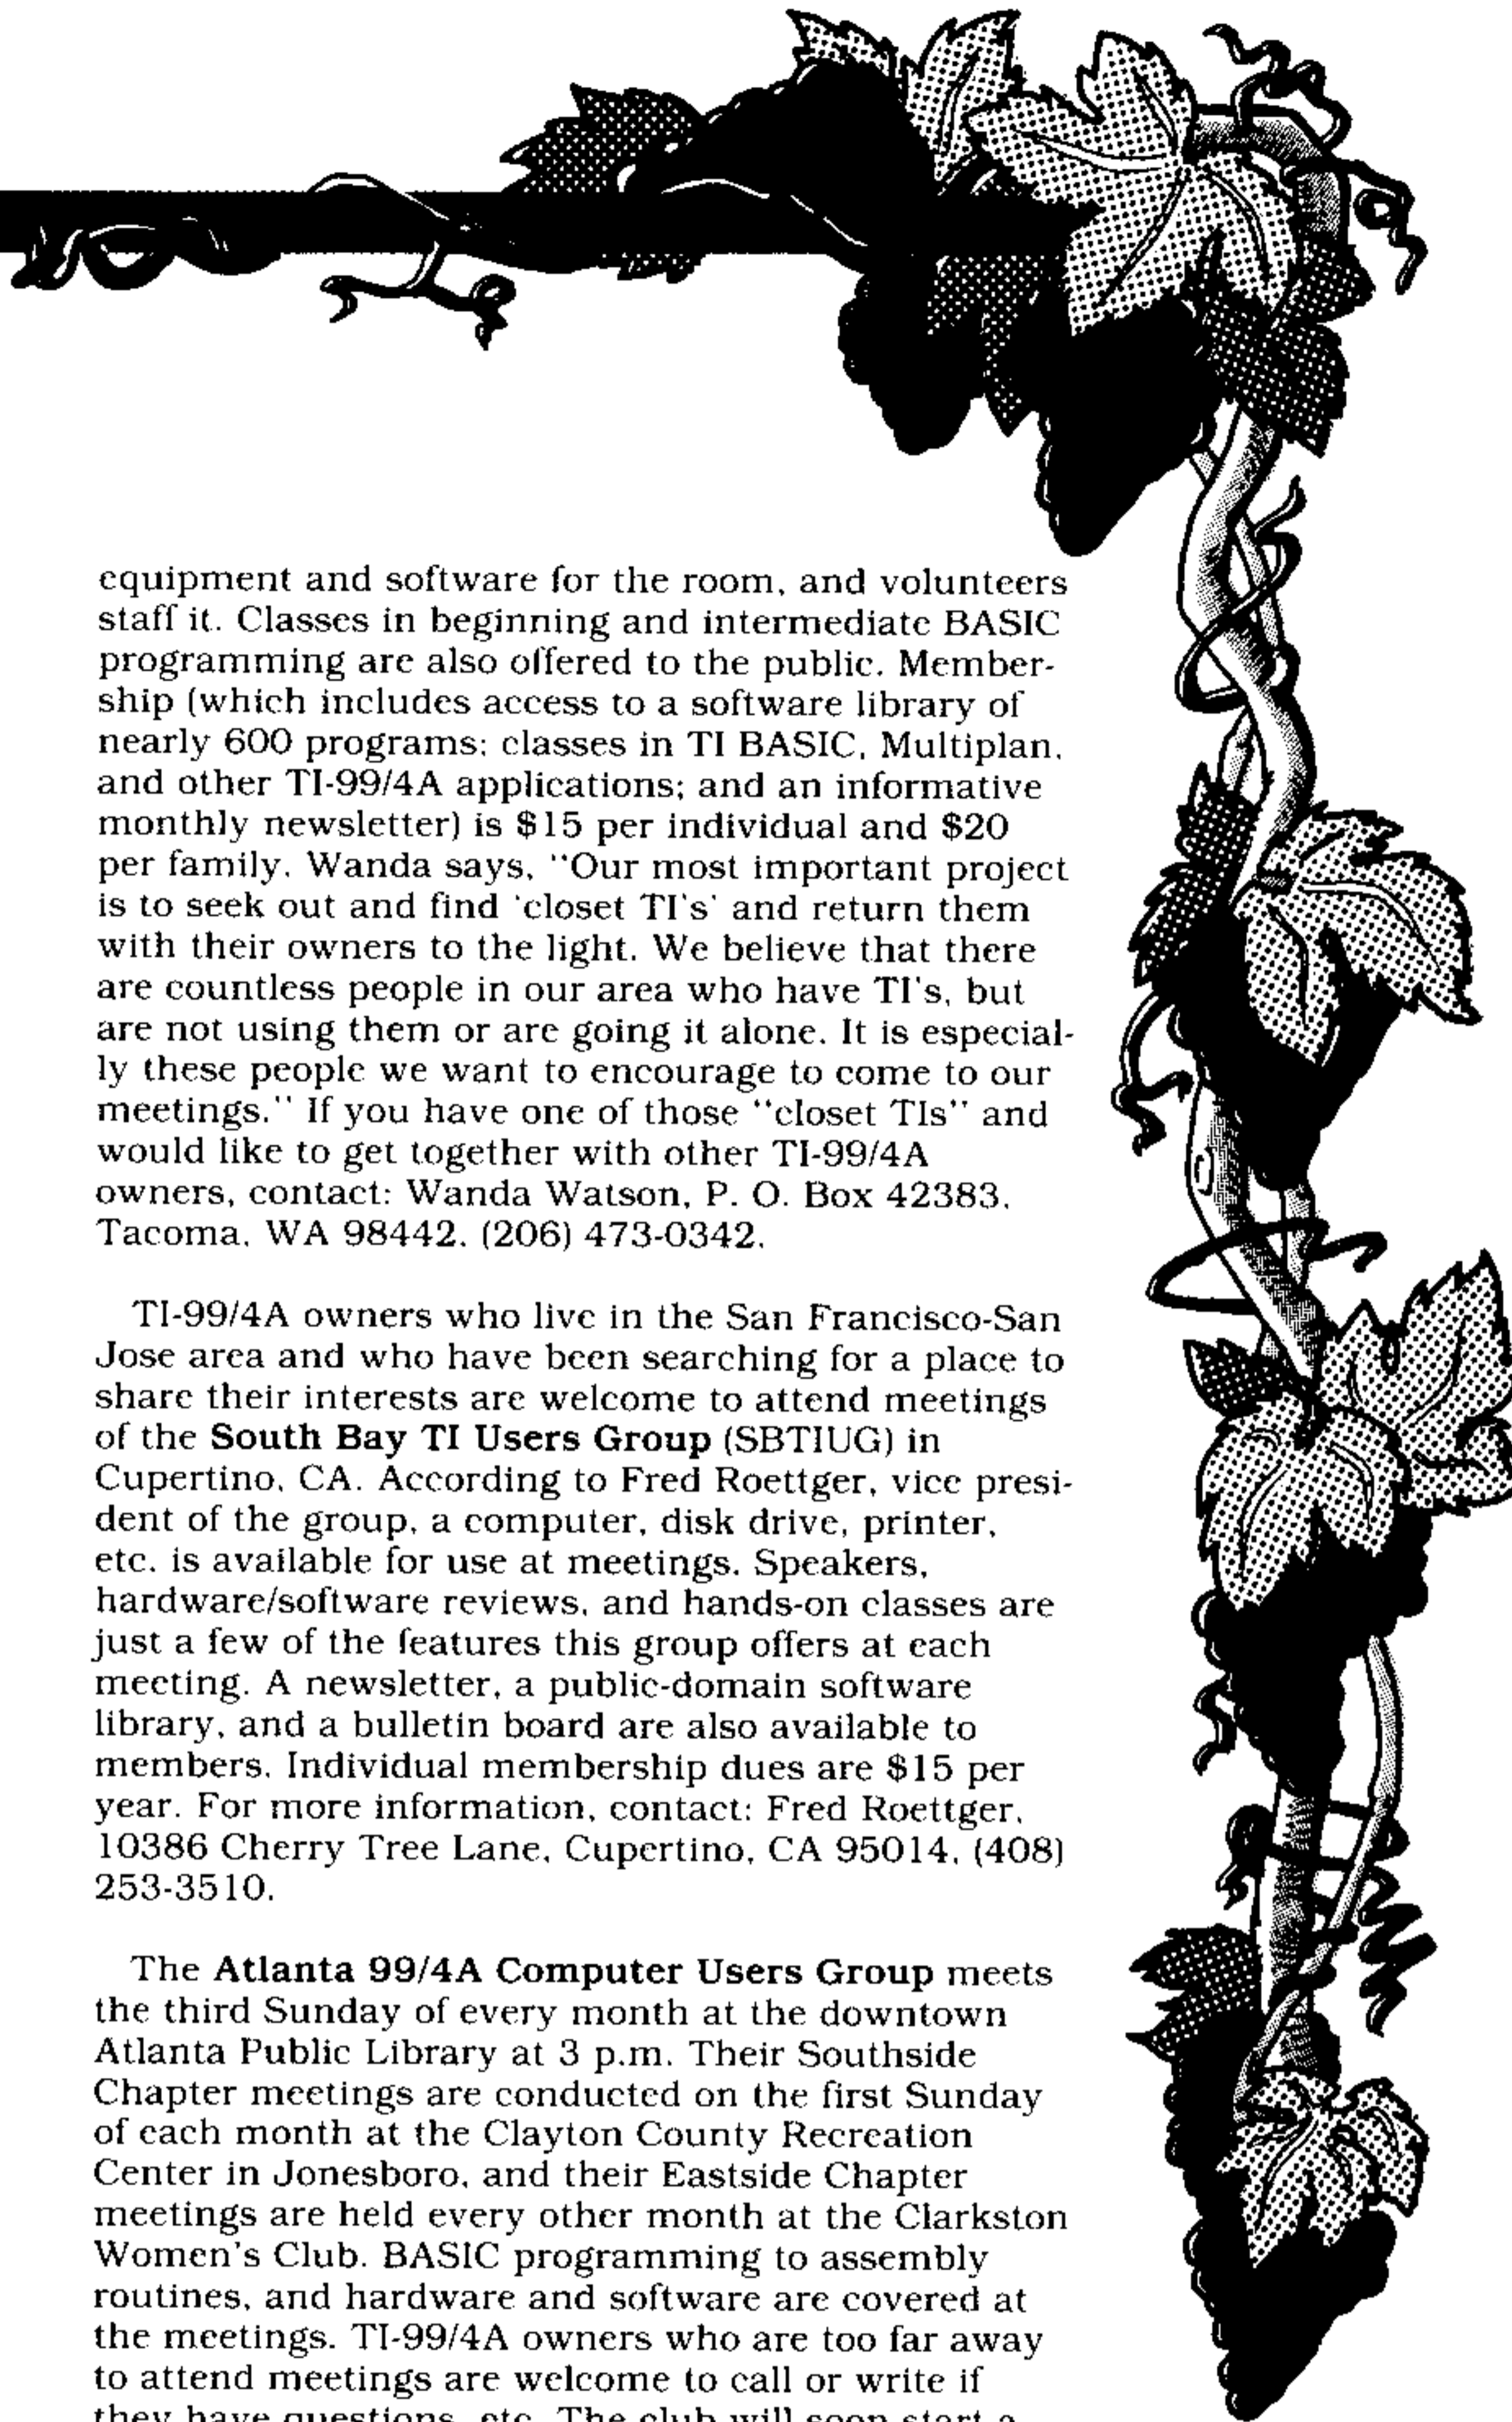 equipment and software for the room, and volunteers
staff it. Classes in beginning and intermediate BASIC
programming are also offered to the public. Member-
ship (which includes access to a software library of
nearly 600 programs; classes in TI BASIC, Multiplan,
and other TI-99/4A applications; and an informative
monthly newsletter) is $15 per individual and $20
per family. Wanda says, "Our most important project
is to seek out and find 'closet TI's' and return them
with their owners to the light. We believe that there
are countless people in our area who have TI's, but
are not using them or are going it alone. It is especial-
ly these people we want to encourage to come to our
meetings." If you have one of those "closet TIs" and
would like to get together with other TI-99/4A
owners, contact: Wanda Watson, P. O. Box 42383,
Tacoma, WA 98442. (206) 473-0342.
TI-99/4A owners who live in the San Francisco-San
Jose area and who have been searching for a place to
share their interests are welcome to attend meetings
of the South Bay TI Users Group (SBTIUG) in
Cupertino, CA. According to Fred Roettger, vice presi-
dent of the group, a computer, disk drive, printer,
etc. is available for use at meetings. Speakers,
hardware/software reviews, and hands-on classes are
just a few of the features this group offers at each
meeting. A newsletter, a public-domain software
library, and a bulletin board are also available to
members. Individual membership dues are $15 per
year. For more information, contact: Fred Roettger,
10386 Cherry Tree Lane, Cupertino, CA 95014, (408)
253-3510.
The Atlanta 99/4A Computer Users Group meets
the third Sunday of every month at the downtown
Atlanta Public Library at 3 p.m. Their Southside
Chapter meetings are conducted on the first Sunday
of each month at the Clayton County Recreation
Center in Jonesboro, and their Eastside Chapter
meetings are held every other month at the Clarkston
Women's Club. BASIC programming to assembly
routines, and hardware and software are covered at
the meetings. TI-99/4A owners who are too far away
to attend meetings are welcome to call or write if
they have questions, etc. The club will soon start a